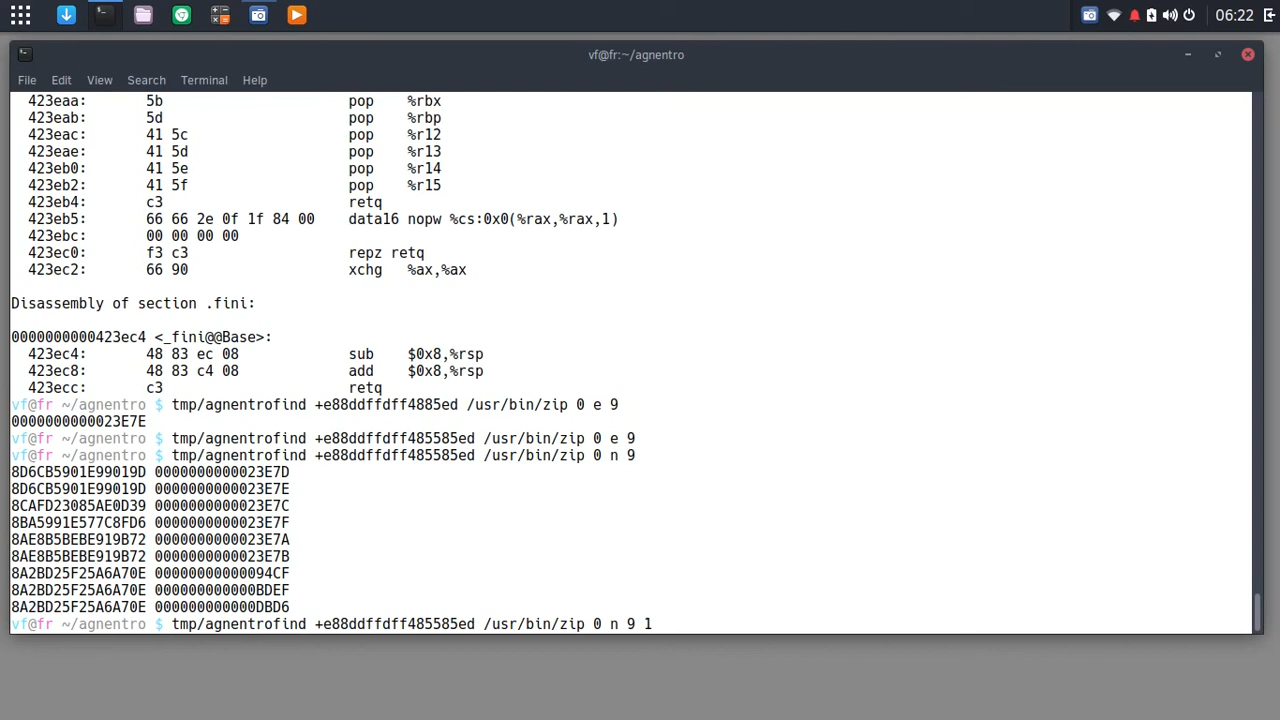 06:22
vf@fr:~/agnentro
File Edit View Search Terminal Help
423eaa: 5b pop %rbx
423eab: 5d pop %rbp
423eac: 41 5c pop %r12
423eae: 41 5d pop %r13
423eb0: 41 5e pop %r14
423eb2: 41 5f pop %r15
423eb4: c3 retq
423eb5: 66 66 2e 0f 1f 84 00 data16 nopw %cs:0x0(%rax,%rax,1)
423ebc: 00 00 00 00
423ec0: f3 c3 repz retq
423ec2: 66 90 xchg %ax,%ax
Disassembly of section .fini:
0000000000423ec4 <_fini@@Base>:
423ec4: 48 83 ec 08 sub $0x8,%rsp
423ec8: 48 83 c4 08 add $0x8,%rsp
423ecc: c3 retq
vf@fr ~/agnentro $ tmp/agnentrofind +e88ddffdff4885ed /usr/bin/zip 0 e 9
0000000000023E7E
vf@fr ~/agnentro $ tmp/agnentrofind +e88ddffdff485585ed /usr/bin/zip 0 e 9
vf@fr ~/agnentro $ tmp/agnentrofind +e88ddffdff485585ed /usr/bin/zip 0 n 9
8D6CB5901E99019D 0000000000023E7D
8D6CB5901E99019D 0000000000023E7E
8CAFD23085AE0D39 0000000000023E7C
8BA5991E577C8FD6 0000000000023E7F
8AE8B5BEBE919B72 0000000000023E7A
8AE8B5BEBE919B72 0000000000023E7B
8A2BD25F25A6A70E 00000000000094CF
8A2BD25F25A6A70E 000000000000BDEF
8A2BD25F25A6A70E 000000000000DBD6
vf@fr ~/agnentro $ tmp/agnentrofind +e88ddffdff485585ed /usr/bin/zip 0 n 9 1